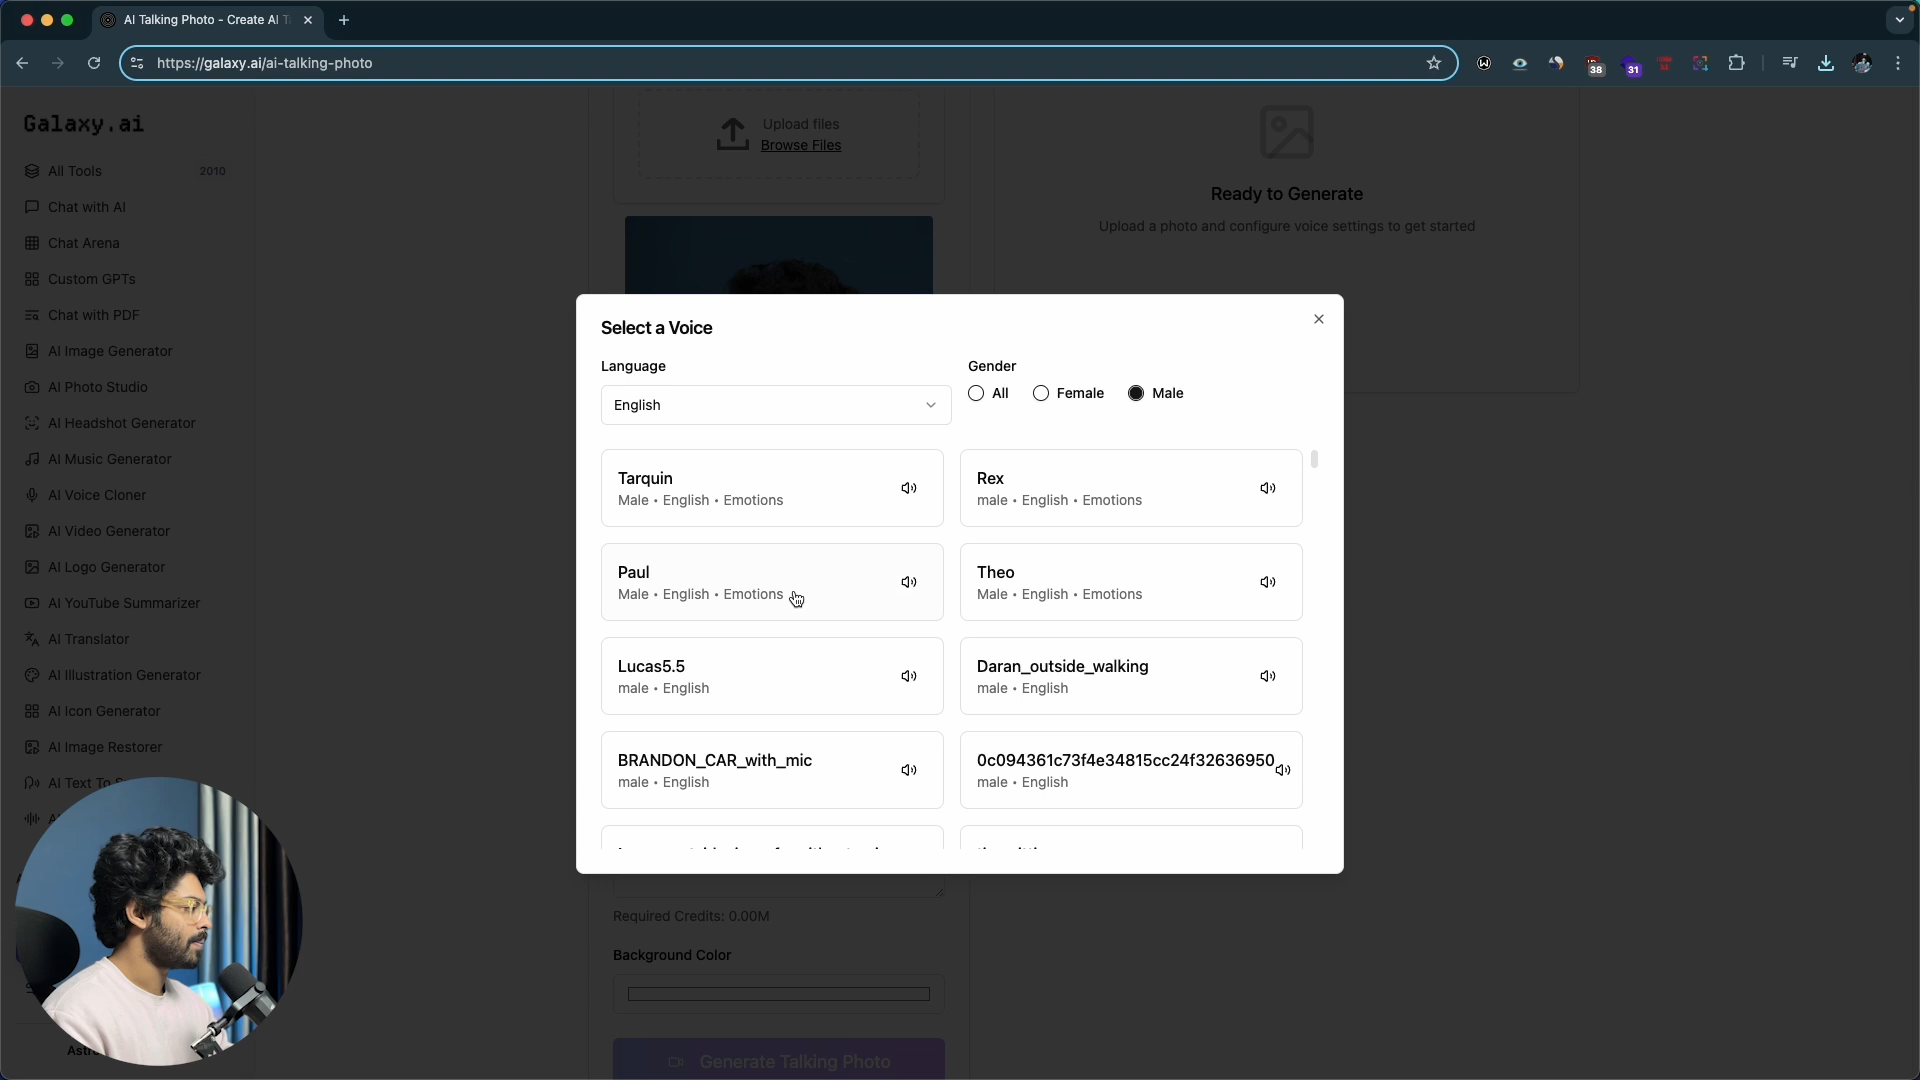 AI Talking Photo - Create AI T
https://galaxy.ai/ai-talking-photo
38
31
Galaxy.ai
All Tools 2010
Chat with AI
Chat Arena
Custom GPTs
Chat with PDF
AI Image Generator
AI Photo Studio
AI Headshot Generator
AI Music Generator
AI Voice Cloner
AI Video Generator
AI Logo Generator
AI YouTube Summarizer
AI Translator
AI Illustration Generator
AI Icon Generator
AI Image Restorer
AI Text To
Upload files
Browse Files
Ready to Generate
Upload a photo and configure voice settings to get started
Select a Voice
Language
English
Gender
All Female Male
Tarquin
Male • English • Emotions
Rex
male • English • Emotions
Paul
Male • English • Emotions
Theo
Male • English • Emotions
Lucas5.5
male • English
Daran_outside_walking
male • English
BRANDON_CAR_with_mic
male • English
0c094361c73f4e34815cc24f32636950
male • English
Required Credits: 0.00M
Background Color
Generate Talking Photo